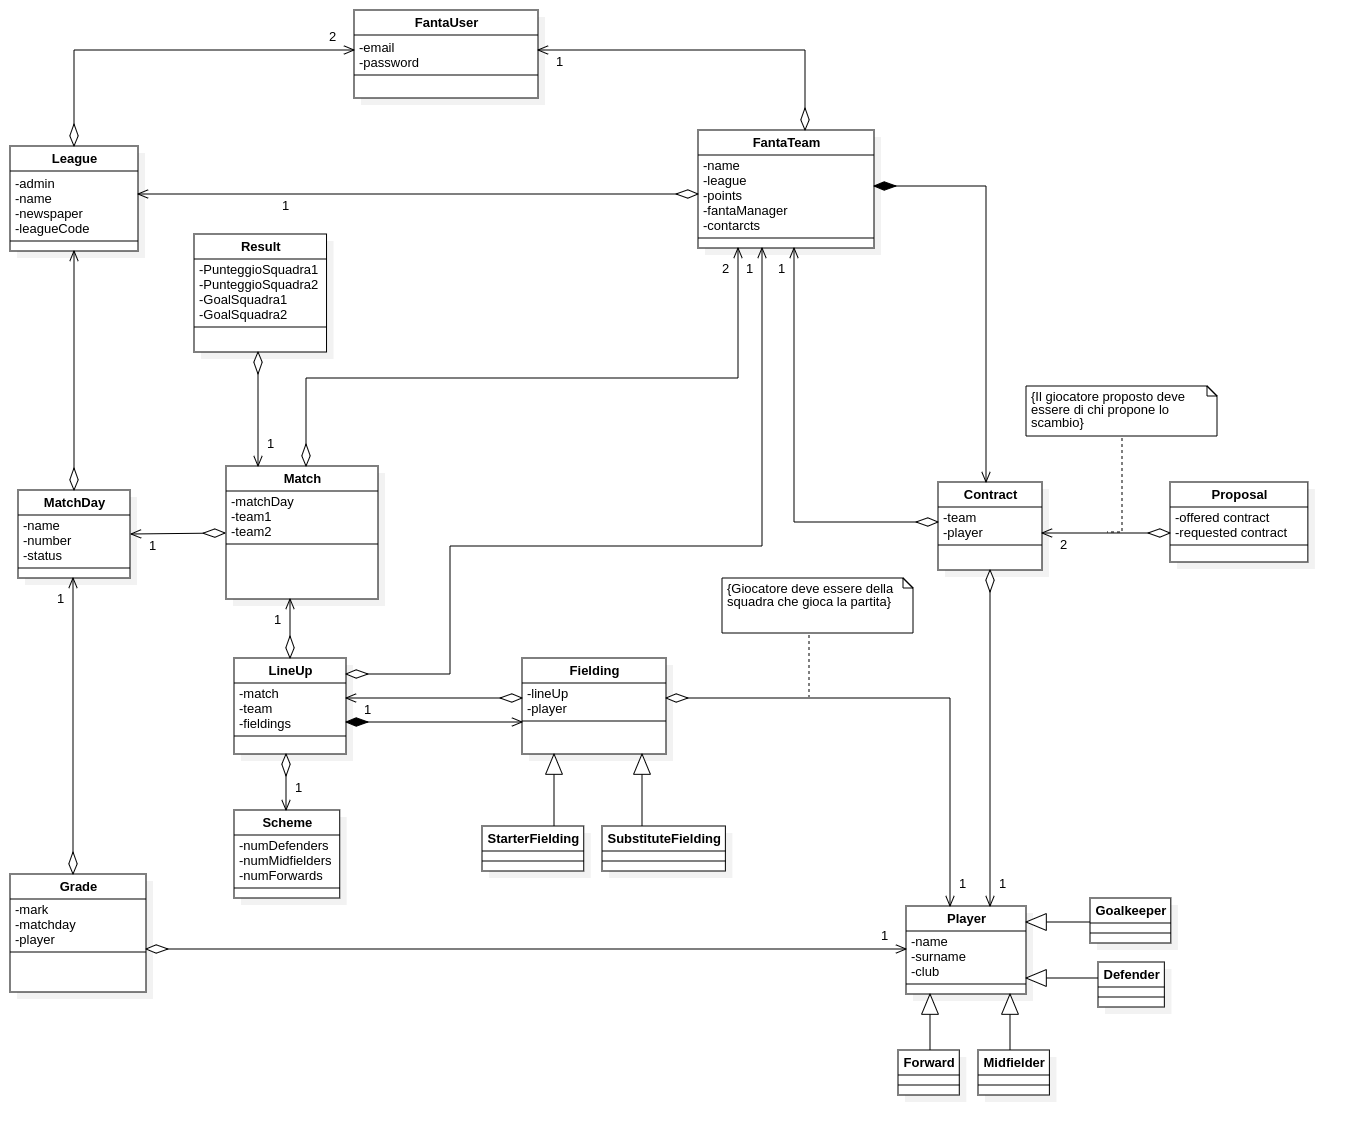 FantaUser
-email
-password
2
1
League
-admin
-name
-newspaper
-leagueCode
FantaTeam
-name
-league
-points
-fantaManager
-contarcts
1
Result
-PunteggioSquadra1
-PunteggioSquadra2
-GoalSquadra1
-GoalSquadra2
2
1
1
{Il giocatore proposto deve
essere di chi propone lo
scambio}
1
Match
-matchDay
-team1
-team2
MatchDay
-name
-number
-status
1
Contract
-team
-player
Proposal
-offered contract
-requested contract
2
{Giocatore deve essere della
squadra che gioca la partita}
1
1
LineUp
-match
-team
-fieldings
1
Fielding
-lineUp
-player
1
Scheme
-numDefenders
-numMidfielders
-numForwards
StarterFielding
SubstituteFielding
Grade
-mark
-matchday
-player
1
1
1
Player
-name
-surname
-club
Goalkeeper
Defender
Forward
Midfielder